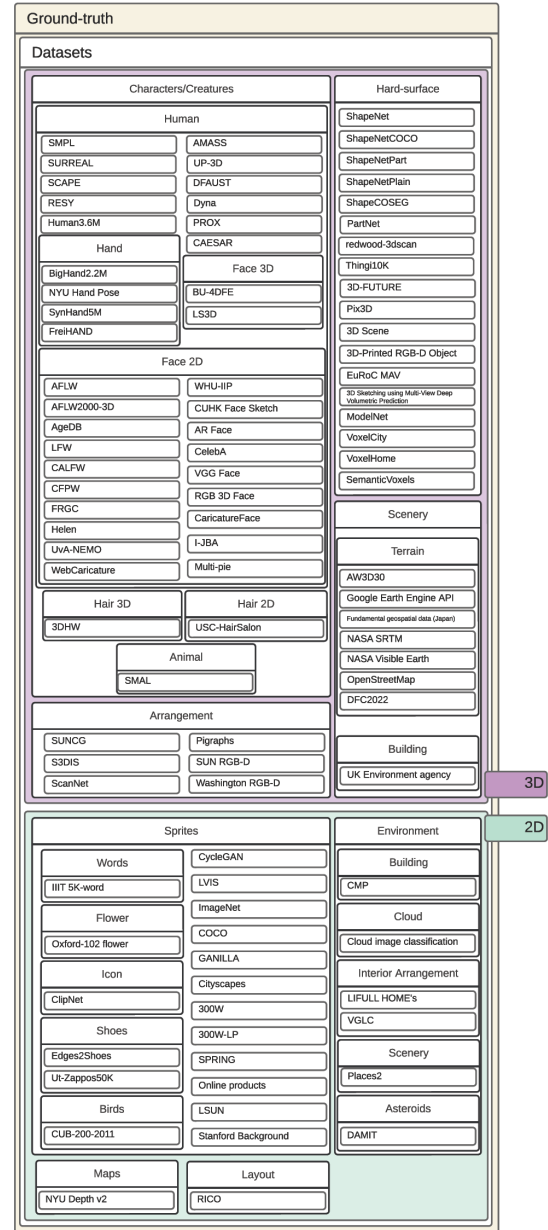 Ground-truth
Datasets
Characters/Creatures
Human
SMPL
SURREAL
SCAPE
RESY
Human3.6M
AMASS
UP-3D
DFAUST
Dyna
PROX
CAESAR
Hand
BigHand2.2M
NYU Hand Pose
SynHand5M
FreiHAND
Face 3D
BU-4DFE
LS3D
Face 2D
AFLW
AFLW2000-3D
AgeDB
LFW
CALFW
CFPW
FRGC
Helen
UvA-NEMO
WebCaricature
WHU-IIP
CUHK Face Sketch
AR Face
CelebA
VGG Face
RGB 3D Face
CaricatureFace
I-JBA
Multi-pie
Hair 3D
3DHW
Hair 2D
USC-HairSalon
Animal
SMAL
Arrangement
SUNCG
S3DIS
ScanNet
Pigraphs
SUN RGB-D
Washington RGB-D
Hard-surface
ShapeNet
ShapeNetCOCO
ShapeNetPart
ShapeNetPlain
ShapeCOSEG
PartNet
redwood-3dscan
Thingi10K
3D-FUTURE
Pix3D
3D Scene
3D-Printed RGB-D Object
EuRoC MAV
3D Sketching using Multi-View Deep
Volumetric Prediction
ModelNet
VoxelCity
VoxelHome
SemanticVoxels
Scenery
Terrain
AW3D30
Google Earth Engine API
Fundamental geospatial data (Japan)
NASA SRTM
NASA Visible Earth
OpenStreetMap
DFC2022
Building
UK Environment agency
3D
2D
Sprites
Words
IIIT 5K-word
Flower
Oxford-102 flower
Icon
ClipNet
Shoes
Edges2Shoes
Ut-Zappos50K
Birds
CUB-200-2011
CycleGAN
LVIS
ImageNet
COCO
GANILLA
Cityscapes
300W
300W-LP
SPRING
Online products
LSUN
Stanford Background
Maps
NYU Depth v2
Layout
RICO
Environment
Building
CMP
Cloud
Cloud image classification
Interior Arrangement
LIFULL HOME's
VGLC
Scenery
Places2
Asteroids
DAMIT